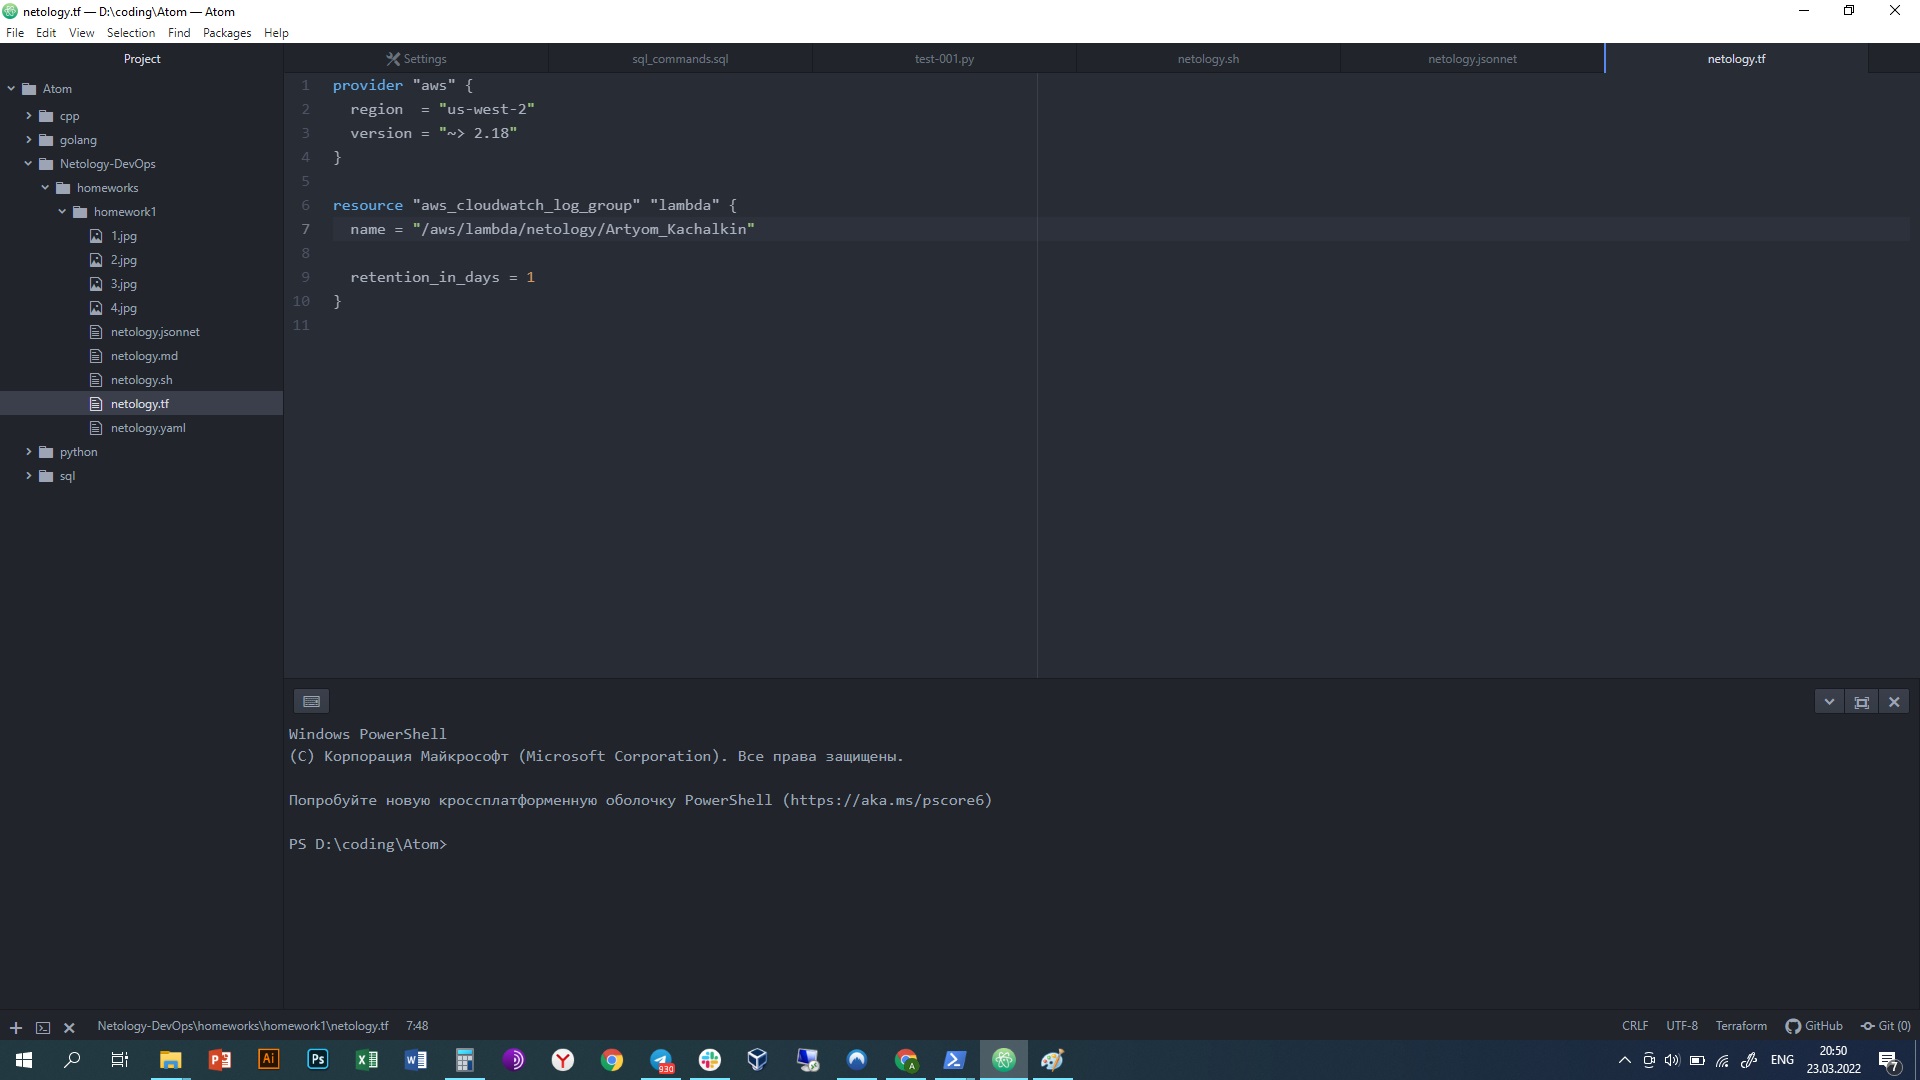 netology.tf — D:\coding\Atom — Atom
File Edit View Selection Find Packages Help
Project
Settings
sql_commands.sql
test-001.py
netology.sh
netology.jsonnet
netology.tf
Atom
cpp
golang
Netology-DevOps
homeworks
homework1
1.jpg
2.jpg
3.jpg
4.jpg
netology.jsonnet
netology.md
netology.sh
netology.tf
netology.yaml
python
sql
1 provider "aws" {
2   region  = "us-west-2"
3   version = "~> 2.18"
4 }
5
6 resource "aws_cloudwatch_log_group" "lambda" {
7   name = "/aws/lambda/netology/Artyom_Kachalkin"
8
9   retention_in_days = 1
10 }
11
Windows PowerShell
(C) Корпорация Майкрософт (Microsoft Corporation). Все права защищены.
Попробуйте новую кроссплатформенную оболочку PowerShell (https://aka.ms/pscore6)
PS D:\coding\Atom>
Netology-DevOps\homeworks\homework1\netology.tf 7:48
CRLF UTF-8 Terraform GitHub Git (0)
Ai
Ps
930
A
ENG
20:50
23.03.2022
7